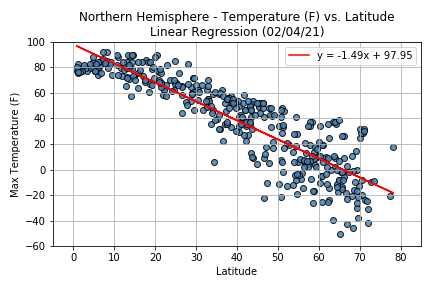 Northern Hemisphere - Temperature (F) vs. Latitude
Linear Regression (02/04/21)
y = -1.49x + 97.95
100
80
60
40
20
0
−20
−40
−60
Max Temperature (F)
0 10 20 30 40 50 60 70 80
Latitude